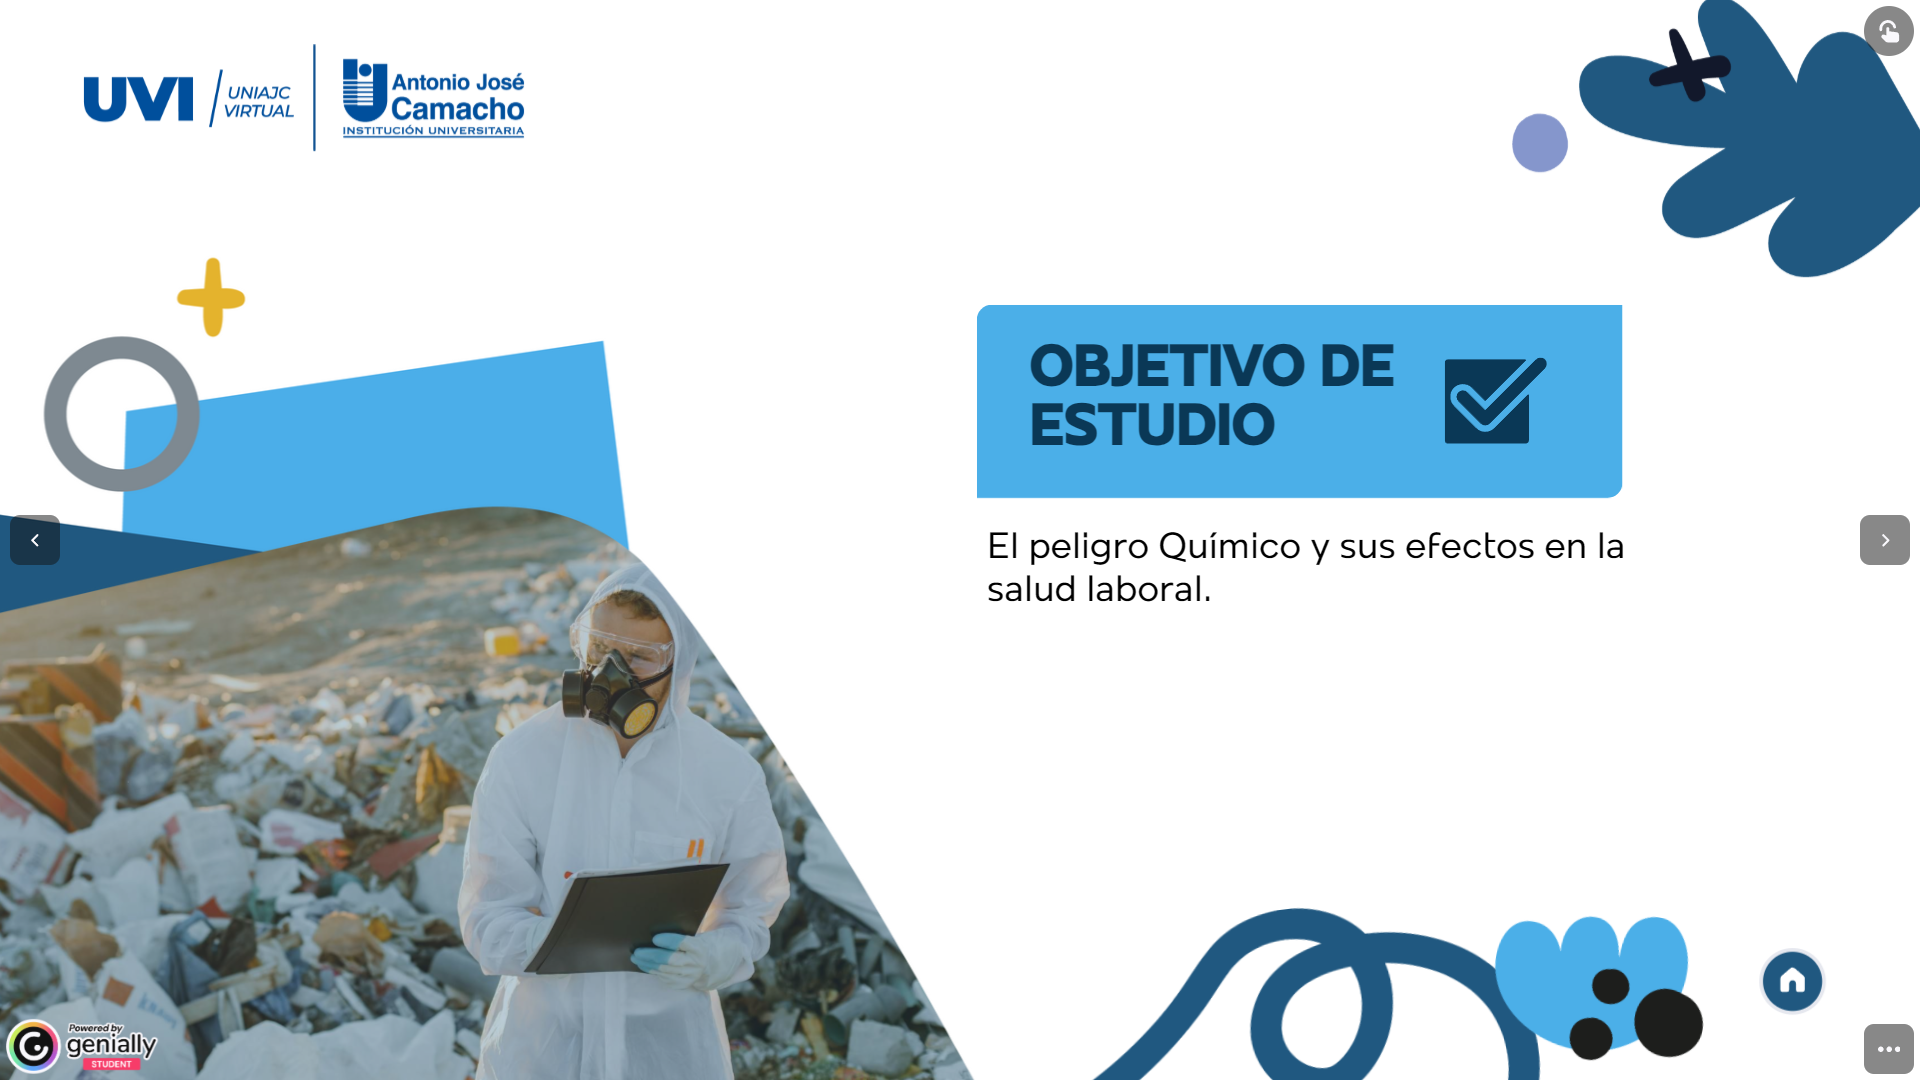 UVI
UNIAJC
VIRTUAL
Antonio José
Camacho
INSTITUCIÓN UNIVERSITARIA
OBJETIVO DE
ESTUDIO
El peligro Químico y sus efectos en la
salud laboral.
Powered by
genially
STUDENT